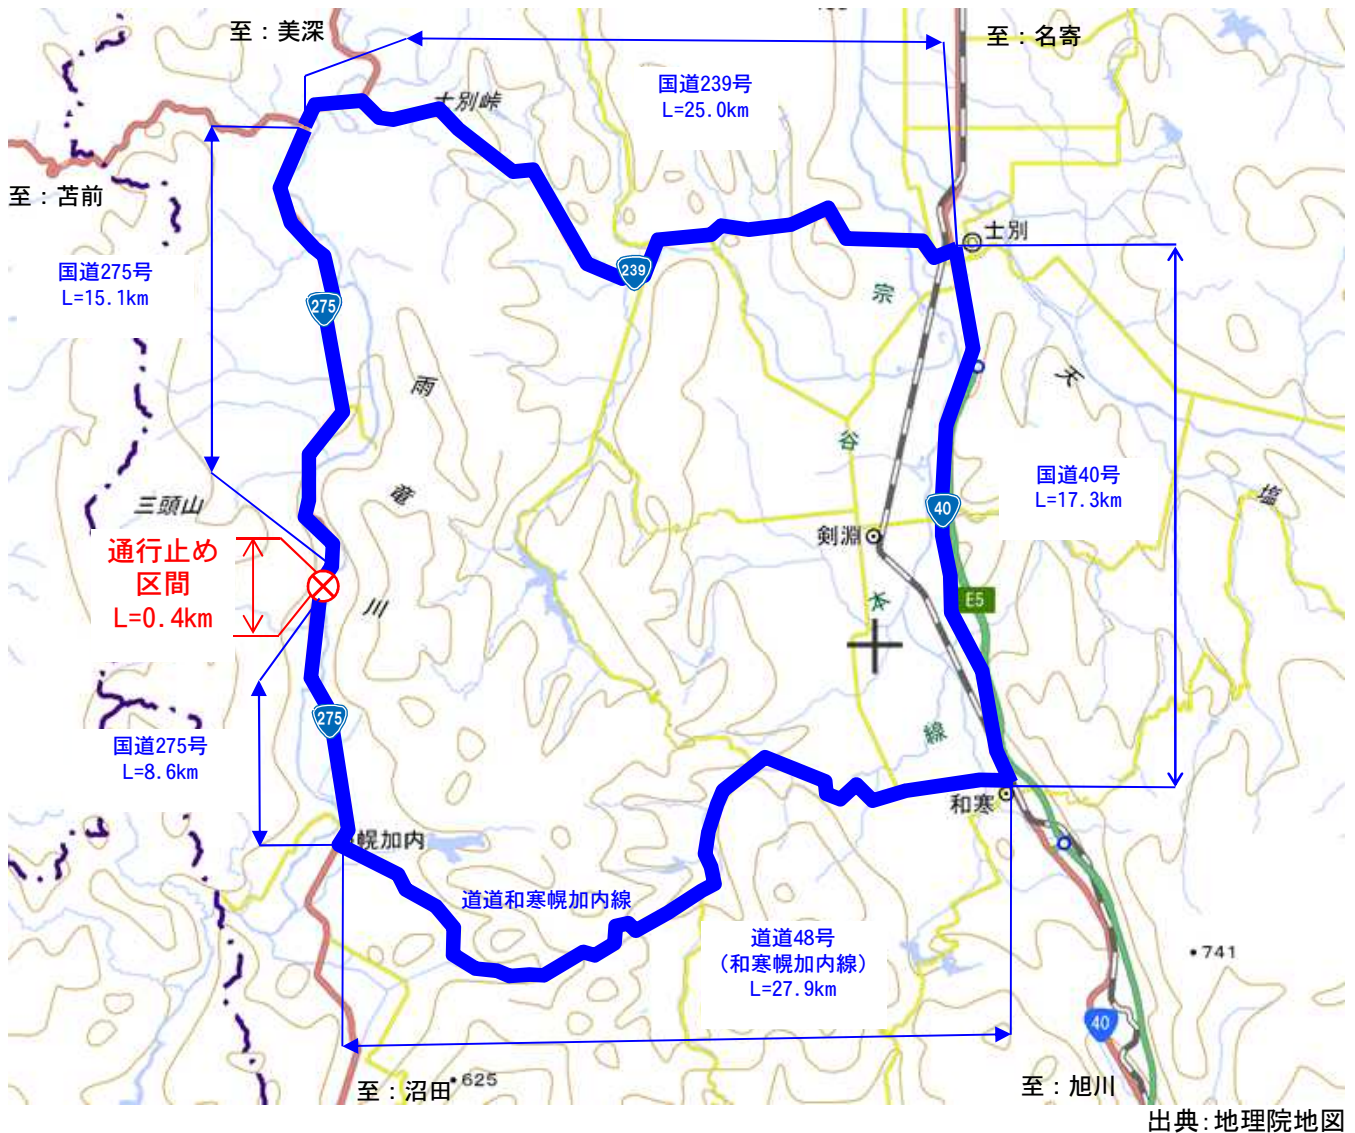 至：美深
至：名寄
国道239号
L=25.0km
士別峠
至：苫前
239
士別
国道275号
L=15.1km
275
宗
谷
本
線
雨
竜
川
天
塩
国道40号
L=17.3km
40
三頭山
剣淵
通行止め
区間
L=0.4km
E5
275
国道275号
L=8.6km
和寒
幌加内
道道和寒幌加内線
道道48号
（和寒幌加内線）
L=27.9km
741
40
625
至：沼田
至：旭川
出典：地理院地図